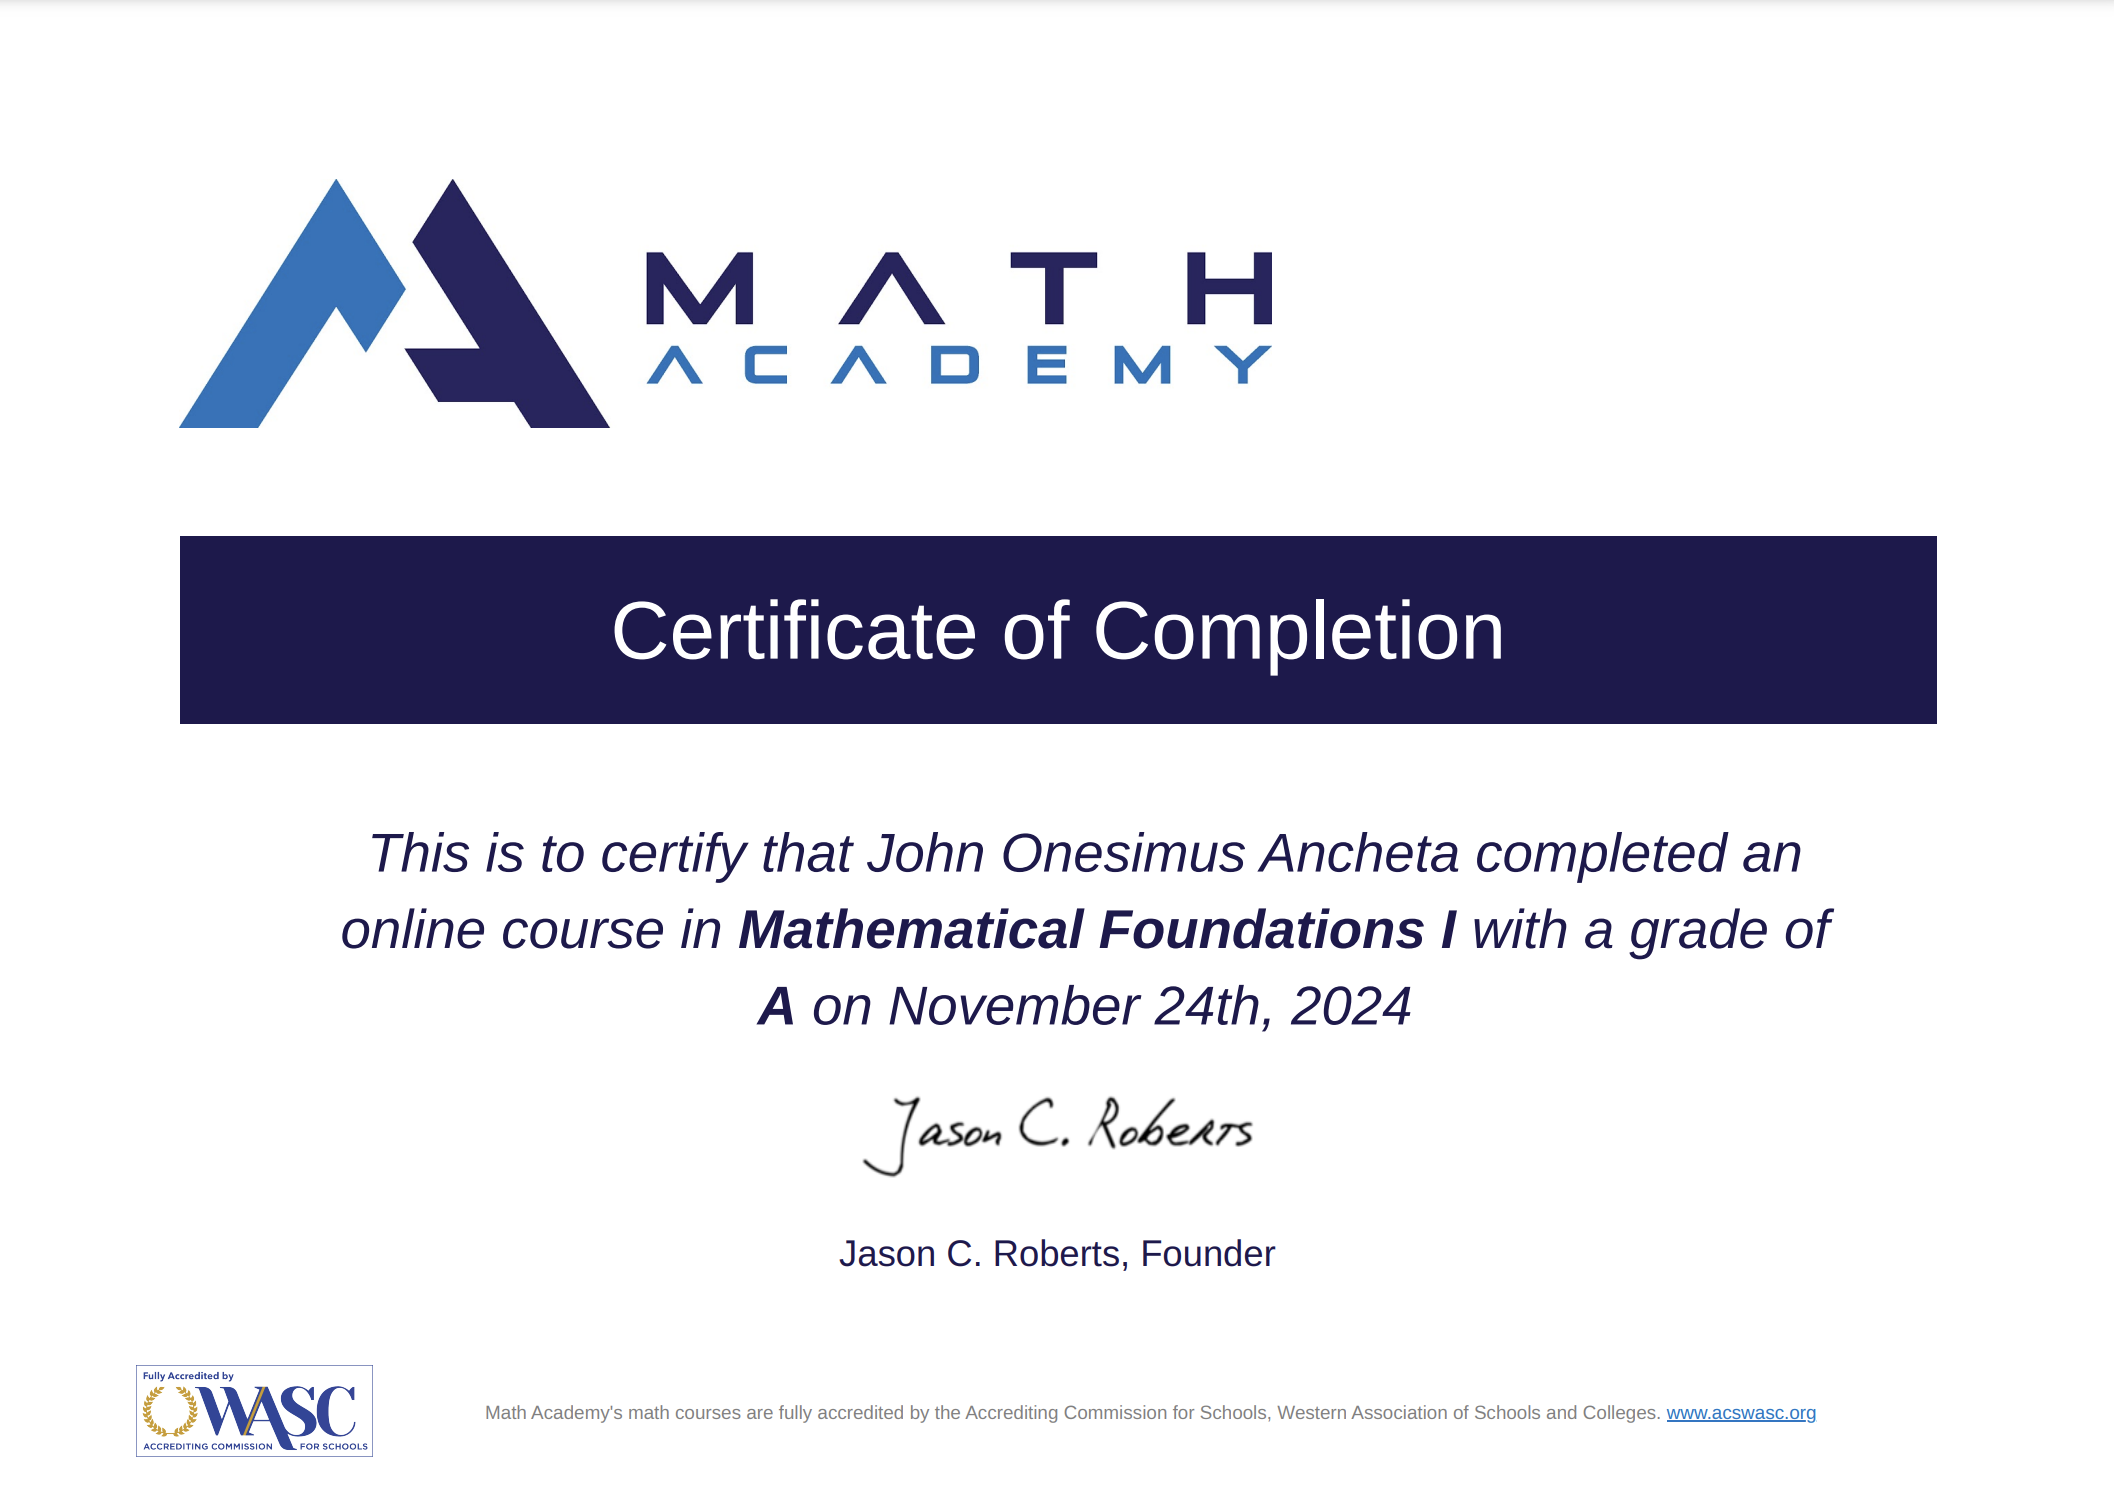 MATH
ACADEMY
Certificate of Completion
This is to certify that John Onesimus Ancheta completed an
online course in Mathematical Foundations I with a grade of
A on November 24th, 2024
Jason C. Roberts
Jason C. Roberts, Founder
Fully Accredited by
WASC
ACCREDITING COMMISSION FOR SCHOOLS
Math Academy's math courses are fully accredited by the Accrediting Commission for Schools, Western Association of Schools and Colleges. www.acswasc.org